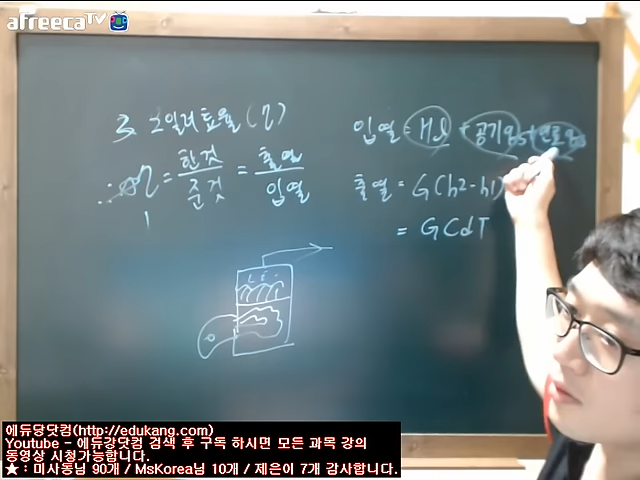 afreecaTV
3. 보일러 효율 (η)
입열 = Hl + 공기 qs + 연료 qs
∴ η = 한것/준것 = 출열/입열
출열 = G(h2-h1)
= GCdT
에듀강닷컴(http://edukang.com)
Youtube - 에듀강닷컴 검색 후 구독 하시면 모든 과목 강의
동영상 시청가능합니다.
★ : 미사동님 90개 / MsKorea님 10개 / 제은이 7개 감사합니다.